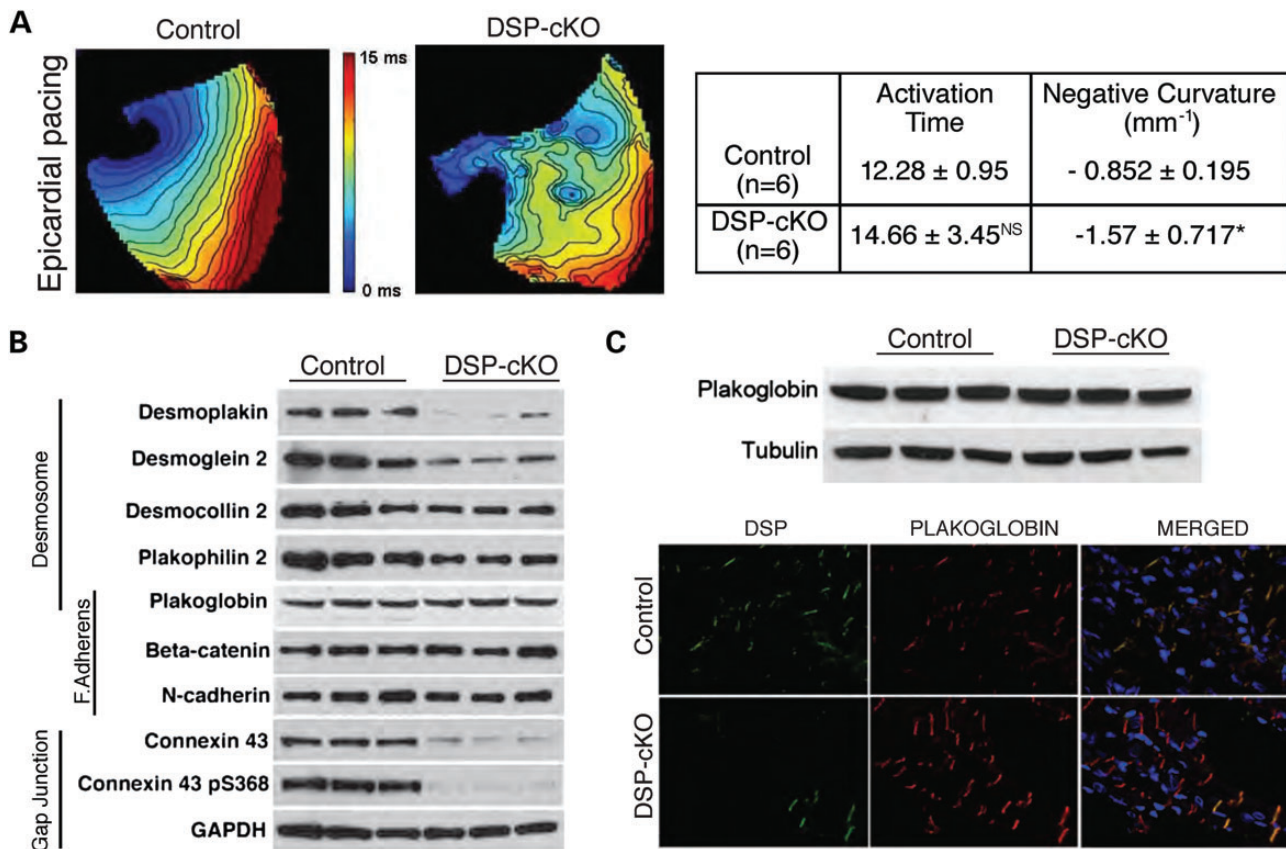 A
Control
DSP-cKO
Epicardial pacing
15 ms
0 ms
Activation Time
Negative Curvature (mm⁻¹)
Control (n=6)
12.28 ± 0.95
- 0.852 ± 0.195
DSP-cKO (n=6)
14.66 ± 3.45ᴺˢ
-1.57 ± 0.717*
B
Control
DSP-cKO
Desmosome
Desmoplakin
Desmoglein 2
Desmocollin 2
Plakophilin 2
Plakoglobin
F.Adherens
Beta-catenin
N-cadherin
Gap Junction
Connexin 43
Connexin 43 pS368
GAPDH
C
Control
DSP-cKO
Plakoglobin
Tubulin
DSP
PLAKOGLOBIN
MERGED
Control
DSP-cKO